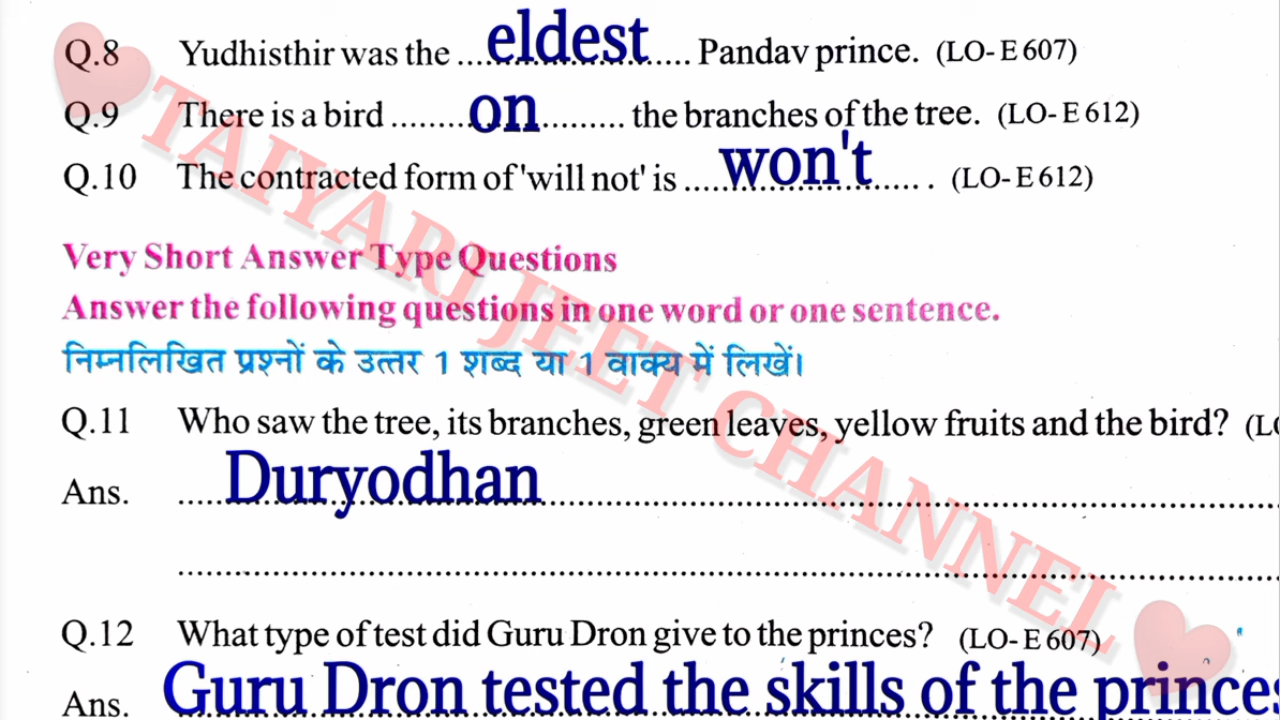 Q.8 Yudhisthir was the ....eldest..... Pandav prince. (LO- E 607)
Q.9 There is a bird .........on......... the branches of the tree. (LO- E 612)
Q.10 The contracted form of 'will not' is .....won't..... . (LO- E 612)
Very Short Answer Type Questions
Answer the following questions in one word or one sentence.
निम्नलिखित प्रश्नों के उत्तर 1 शब्द या 1 वाक्य में लिखें।
Q.11 Who saw the tree, its branches, green leaves, yellow fruits and the bird? (L
Ans. .....Duryodhan....................
Q.12 What type of test did Guru Dron give to the princes? (LO- E 607)
Ans. Guru Dron tested the skills of the princes
TAIYARI JEET CHANNEL